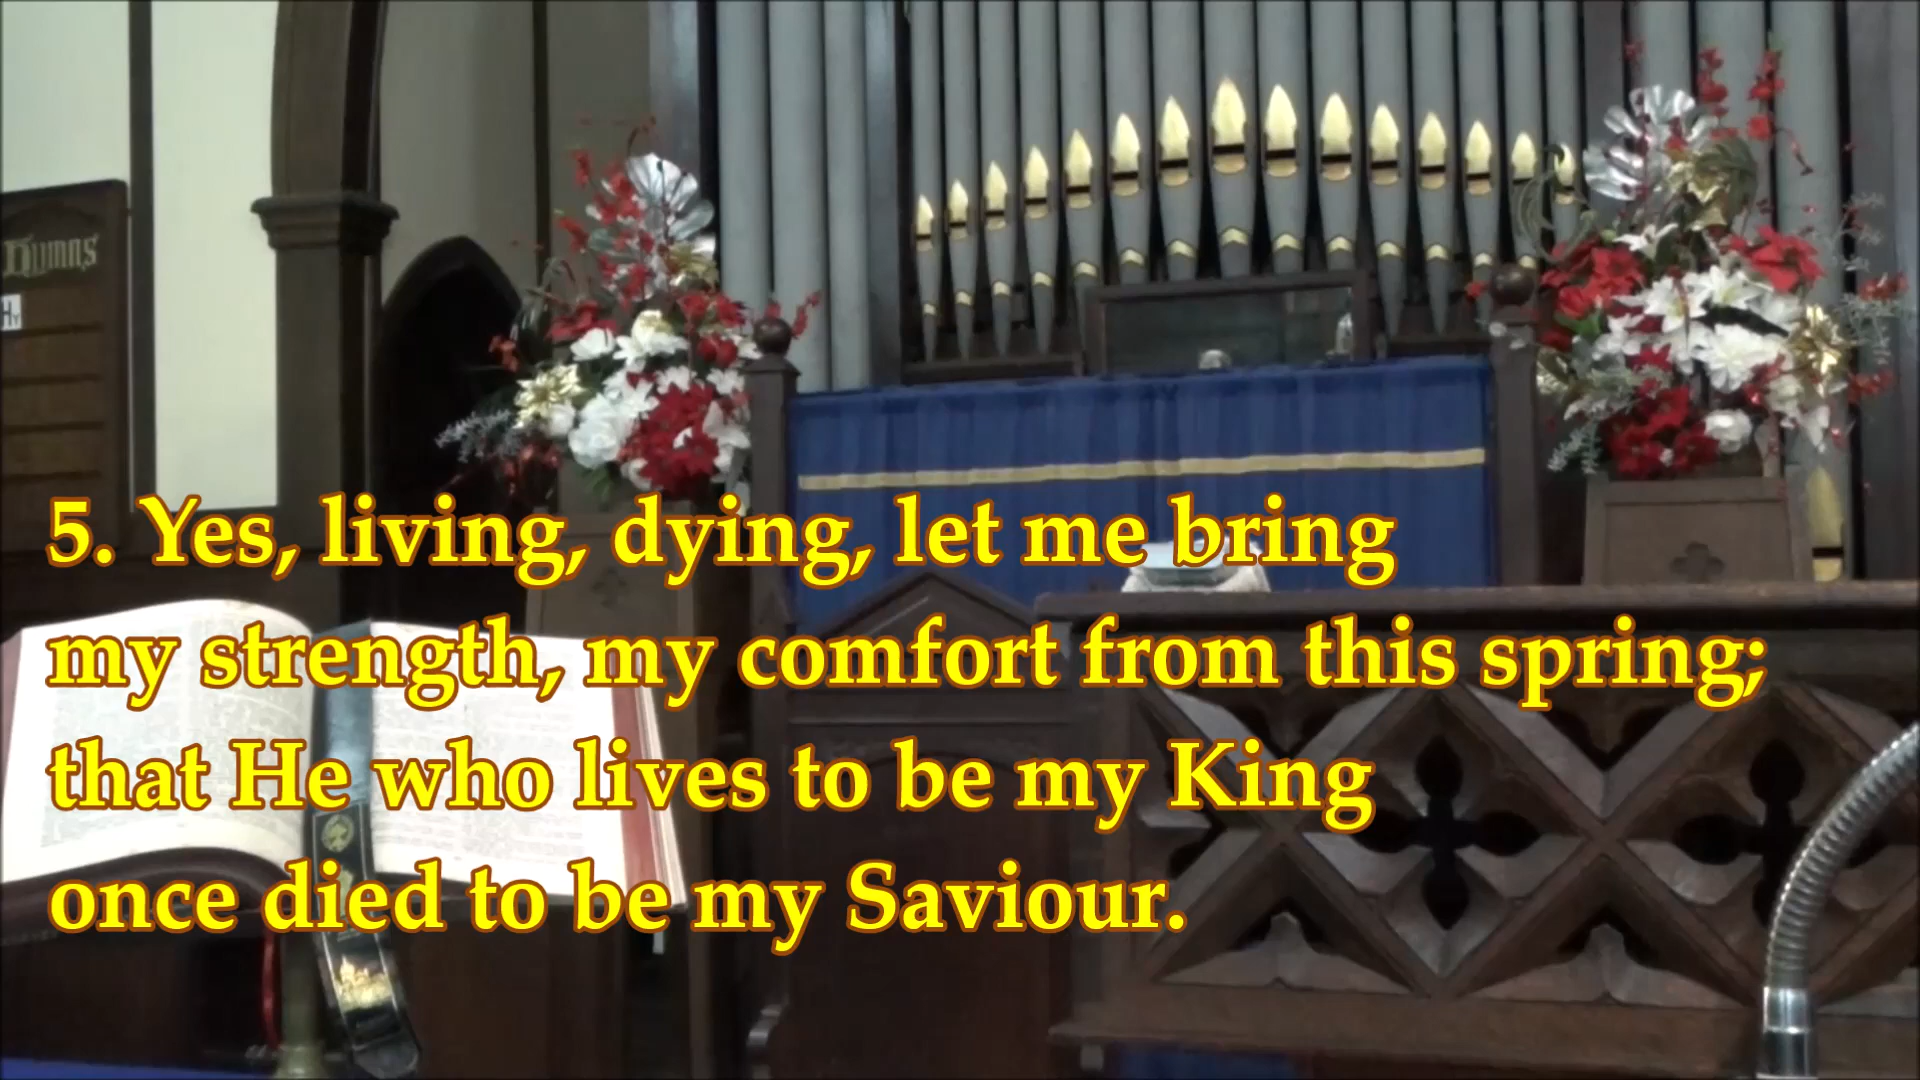 Hymns
Hy
5. Yes, living, dying, let me bring
my strength, my comfort from this spring;
that He who lives to be my King
once died to be my Saviour.